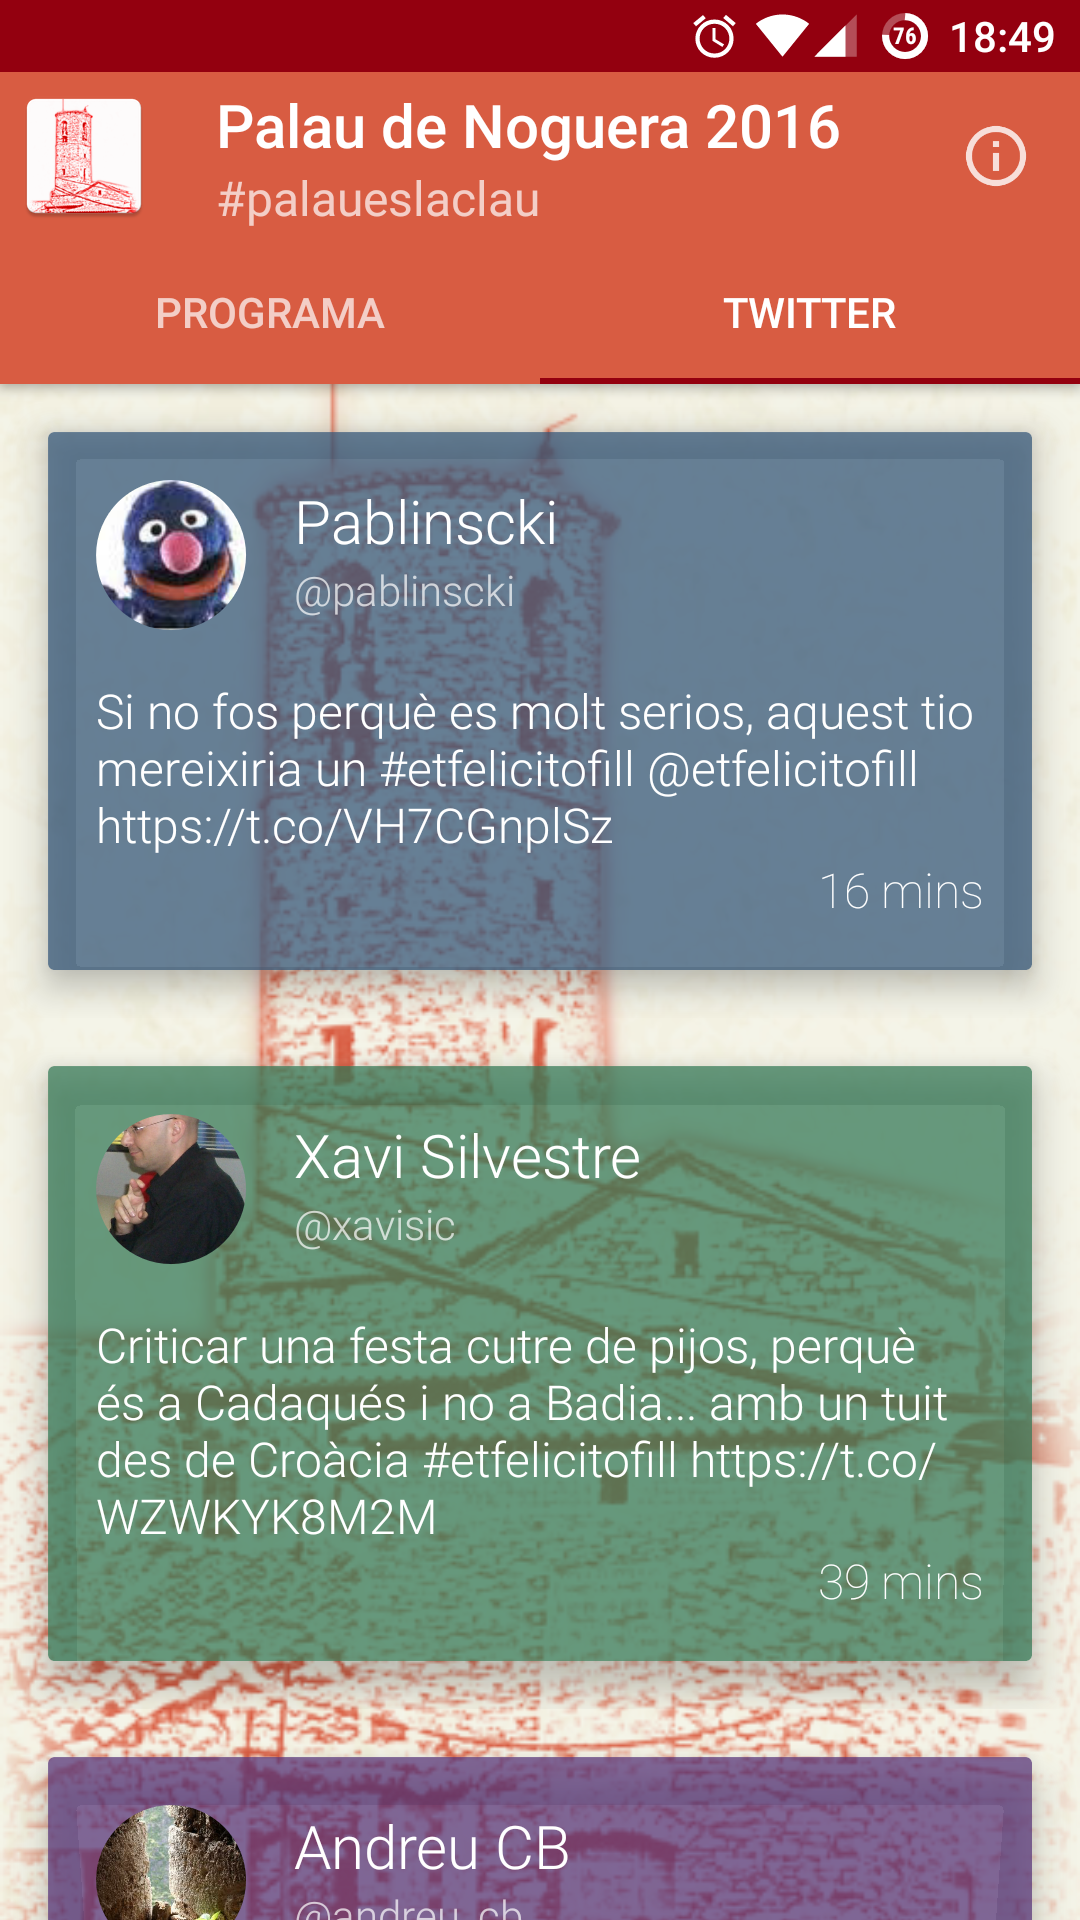 76 18:49
Palau de Noguera 2016
#palaueslaclau
PROGRAMA TWITTER
Pablinscki
@pablinscki
Si no fos perquè es molt serios, aquest tio
mereixiria un #etfelicitofill @etfelicitofill
https://t.co/VH7CGnplSz
16 mins
Xavi Silvestre
@xavisic
Criticar una festa cutre de pijos, perquè
és a Cadaqués i no a Badia... amb un tuit
des de Croàcia #etfelicitofill https://t.co/
WZWKYK8M2M
39 mins
Andreu CB
@andreu_cb